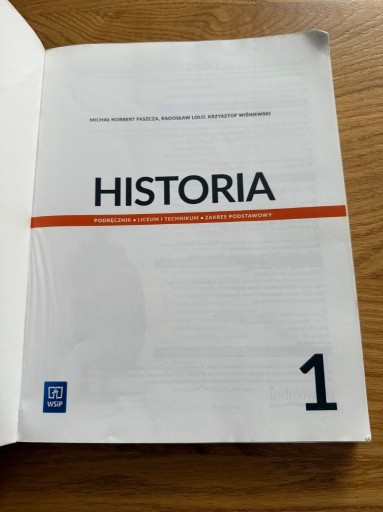 MICHAŁ NORBERT FASZCZA, RADOSŁAW LOLO, KRZYSZTOF WIŚNIEWSKI
HISTORIA
PODRĘCZNIK • LICEUM I TECHNIKUM • ZAKRES PODSTAWOWY
1
WSiP